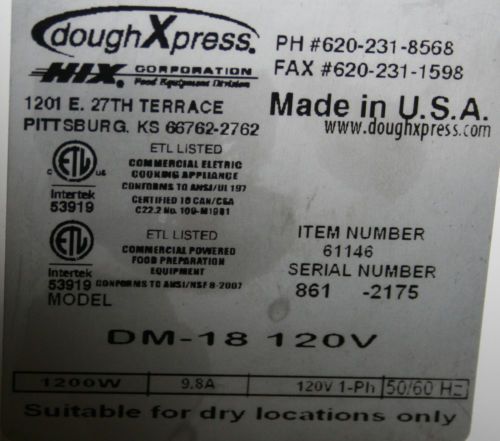 doughXpress.
HIX CORPORATION
Food Equipment Division
1201 E. 27TH TERRACE
PITTSBURG, KS 66762-2762
PH #620-231-8568
FAX #620-231-1598
Made in U.S.A.
www.doughxpress.com
ETL LISTED
COMMERCIAL ELETRIC
COOKING APPLIANCE
CONFORMS TO ANSI/UL 197
CERTIFIED TO CAN/CSA
C22.2 No. 109-M1981
C ETL US
Intertek
53919
ETL LISTED
COMMERCIAL POWERED
FOOD PREPARATION
EQUIPMENT
CONFORMS TO ANSI/NSF 8-2007
ETL
Intertek
53919
ITEM NUMBER
61146
SERIAL NUMBER
861 -2175
MODEL
DM-18 120V
1200W 9.8A 120V 1-Ph 50/60 HZ
Suitable for dry locations only